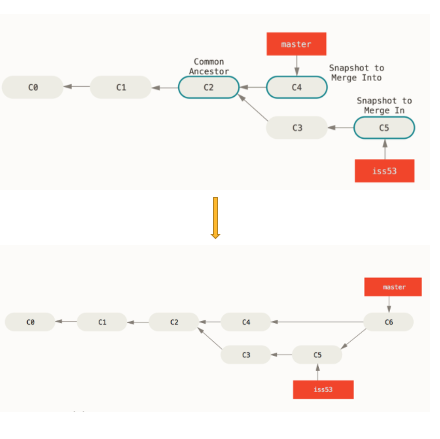 master
Common
Ancestor
Snapshot to
Merge Into
C0
C1
C2
C4
Snapshot to
Merge In
C3
C5
iss53
master
C0
C1
C2
C4
C6
C3
C5
iss53